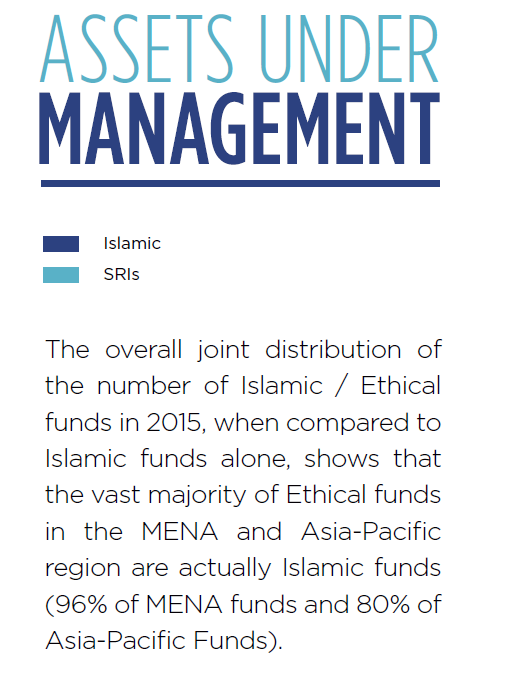 ASSETS UNDER
MANAGEMENT
Islamic
SRIs
The overall joint distribution of
the number of Islamic / Ethical
funds in 2015, when compared to
Islamic funds alone, shows that
the vast majority of Ethical funds
in the MENA and Asia-Pacific
region are actually Islamic funds
(96% of MENA funds and 80% of
Asia-Pacific Funds).